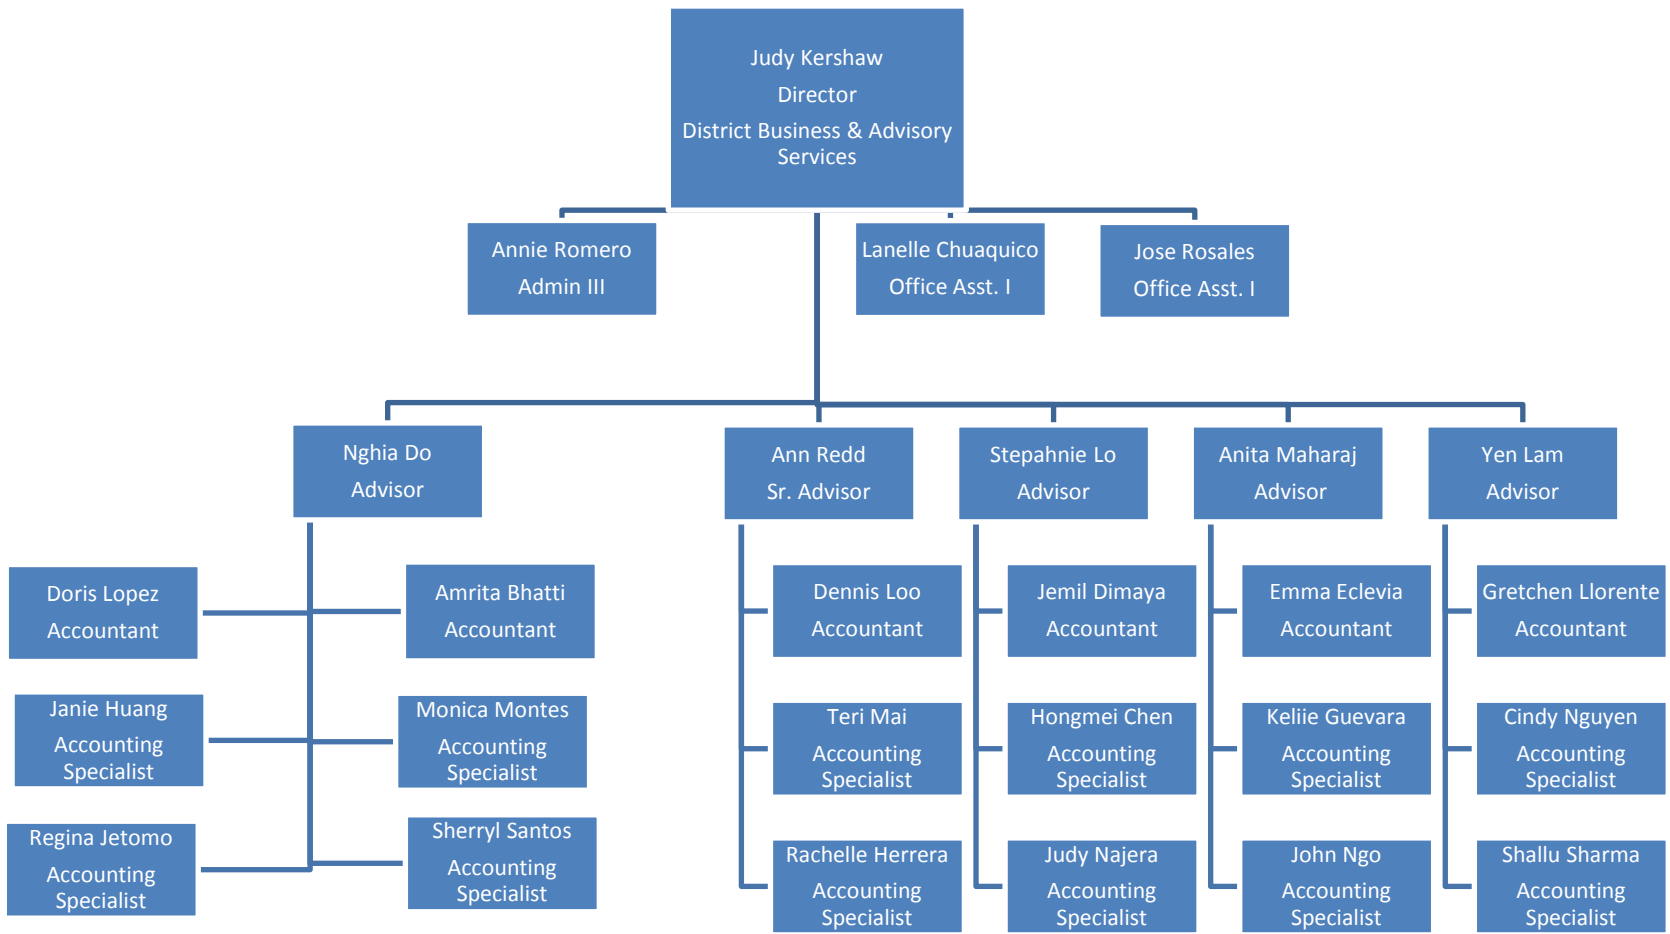 Judy Kershaw
Director
District Business & Advisory
Services
Annie Romero
Admin III
Lanelle Chuaquico
Office Asst. I
Jose Rosales
Office Asst. I
Nghia Do
Advisor
Ann Redd
Sr. Advisor
Stepahnie Lo
Advisor
Anita Maharaj
Advisor
Yen Lam
Advisor
Doris Lopez
Accountant
Amrita Bhatti
Accountant
Janie Huang
Accounting
Specialist
Monica Montes
Accounting
Specialist
Regina Jetomo
Accounting
Specialist
Sherryl Santos
Accounting
Specialist
Dennis Loo
Accountant
Teri Mai
Accounting
Specialist
Rachelle Herrera
Accounting
Specialist
Jemil Dimaya
Accountant
Hongmei Chen
Accounting
Specialist
Judy Najera
Accounting
Specialist
Emma Eclevia
Accountant
Keliie Guevara
Accounting
Specialist
John Ngo
Accounting
Specialist
Gretchen Llorente
Accountant
Cindy Nguyen
Accounting
Specialist
Shallu Sharma
Accounting
Specialist